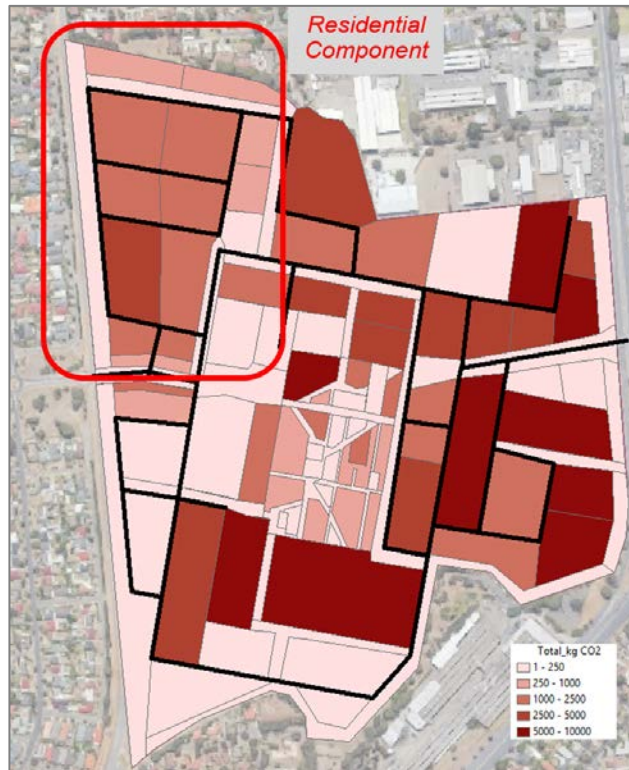 Residential
Component
Total_kg CO2
1 - 250
250 - 1000
1000 - 2500
2500 - 5000
5000 - 10000